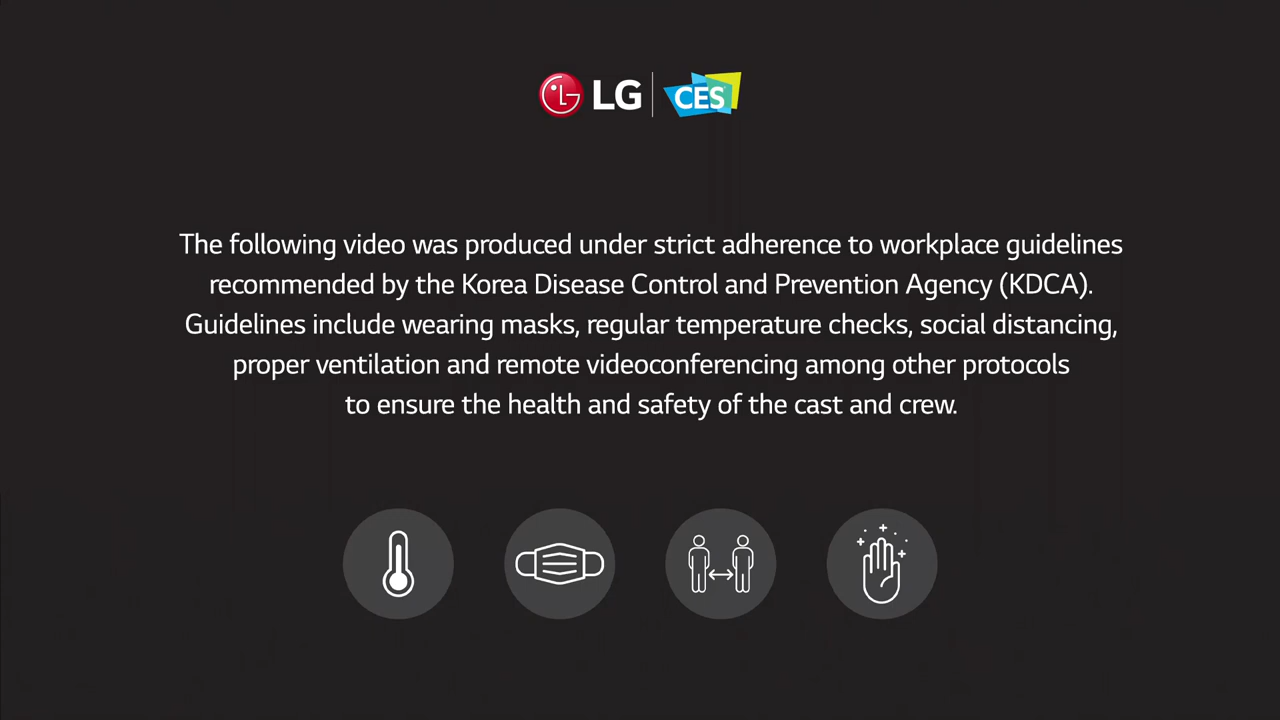 LG CES
The following video was produced under strict adherence to workplace guidelines
recommended by the Korea Disease Control and Prevention Agency (KDCA).
Guidelines include wearing masks, regular temperature checks, social distancing,
proper ventilation and remote videoconferencing among other protocols
to ensure the health and safety of the cast and crew.